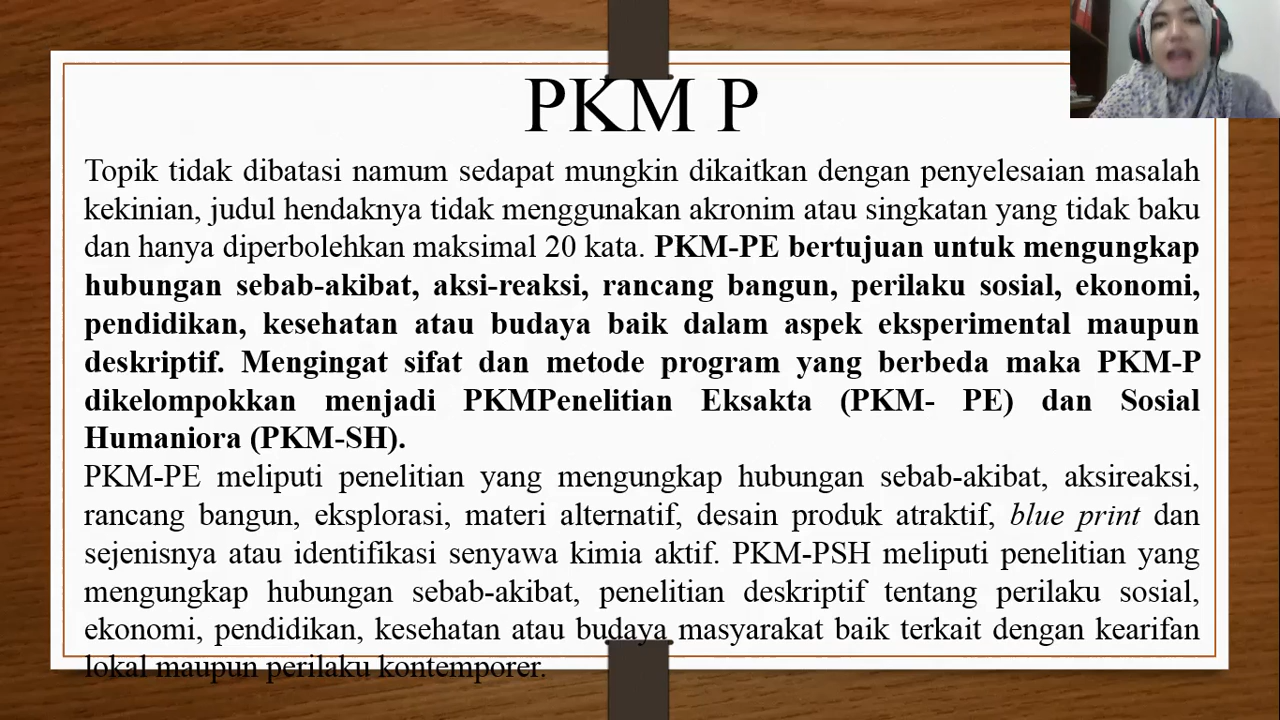 PKM P
Topik tidak dibatasi namum sedapat mungkin dikaitkan dengan penyelesaian masalah
kekinian, judul hendaknya tidak menggunakan akronim atau singkatan yang tidak baku
dan hanya diperbolehkan maksimal 20 kata. PKM-PE bertujuan untuk mengungkap
hubungan sebab-akibat, aksi-reaksi, rancang bangun, perilaku sosial, ekonomi,
pendidikan, kesehatan atau budaya baik dalam aspek eksperimental maupun
deskriptif. Mengingat sifat dan metode program yang berbeda maka PKM-P
dikelompokkan menjadi PKMPenelitian Eksakta (PKM- PE) dan Sosial
Humaniora (PKM-SH).
PKM-PE meliputi penelitian yang mengungkap hubungan sebab-akibat, aksireaksi,
rancang bangun, eksplorasi, materi alternatif, desain produk atraktif, blue print dan
sejenisnya atau identifikasi senyawa kimia aktif. PKM-PSH meliputi penelitian yang
mengungkap hubungan sebab-akibat, penelitian deskriptif tentang perilaku sosial,
ekonomi, pendidikan, kesehatan atau budaya masyarakat baik terkait dengan kearifan
lokal maupun perilaku kontemporer.